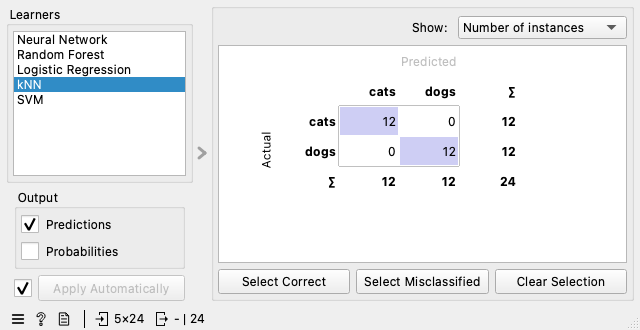 Learners
Neural Network
Random Forest
Logistic Regression
kNN
SVM
Output
Predictions
Probabilities
Apply Automatically
5×24
- | 24
Show: Number of instances
Predicted
cats dogs ∑
Actual
cats 12 0 12
dogs 0 12 12
∑ 12 12 24
Select Correct Select Misclassified Clear Selection